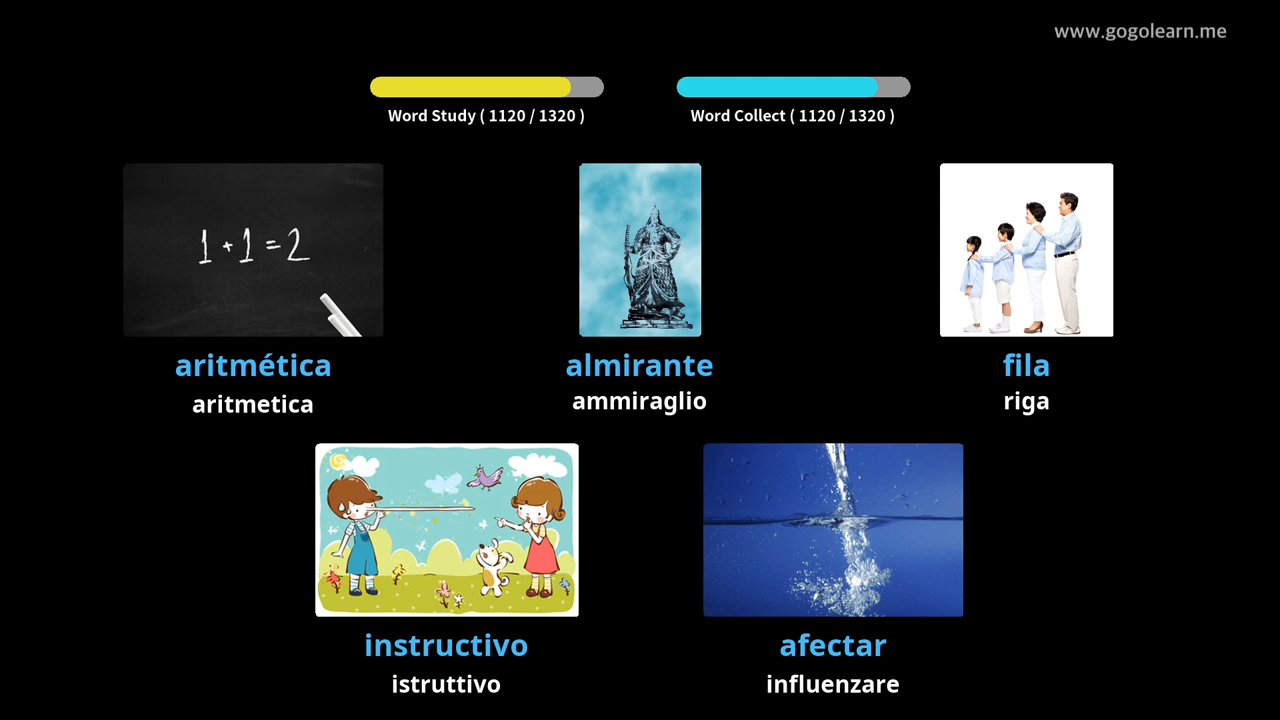 www.gogolearn.me
Word Study ( 1120 / 1320 )
Word Collect ( 1120 / 1320 )
1 + 1 = 2
aritmética
aritmetica
almirante
ammiraglio
fila
riga
instructivo
istruttivo
afectar
influenzare